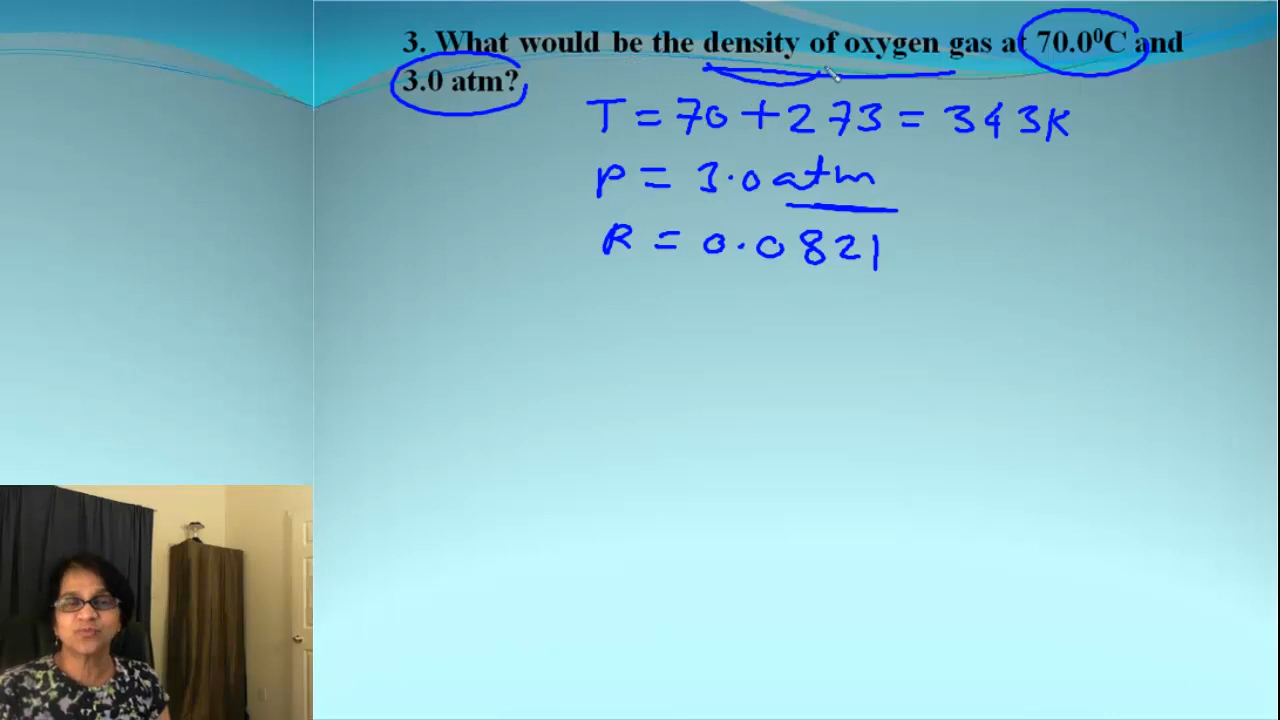 3. What would be the density of oxygen gas at 70.0⁰C and
3.0 atm?
T = 70 + 273 = 343K
P = 3.0 atm
R = 0.0821